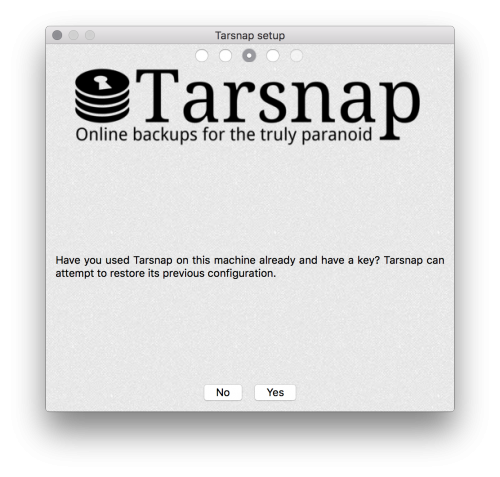 Tarsnap setup
Tarsnap
Online backups for the truly paranoid
Have you used Tarsnap on this machine already and have a key? Tarsnap can
attempt to restore its previous configuration.
No Yes